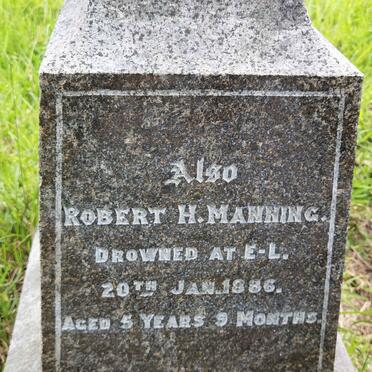 Also
ROBERT H. MANNING.
DROWNED AT E-L.
20TH JAN. 1886.
AGED 5 YEARS 9 MONTHS.